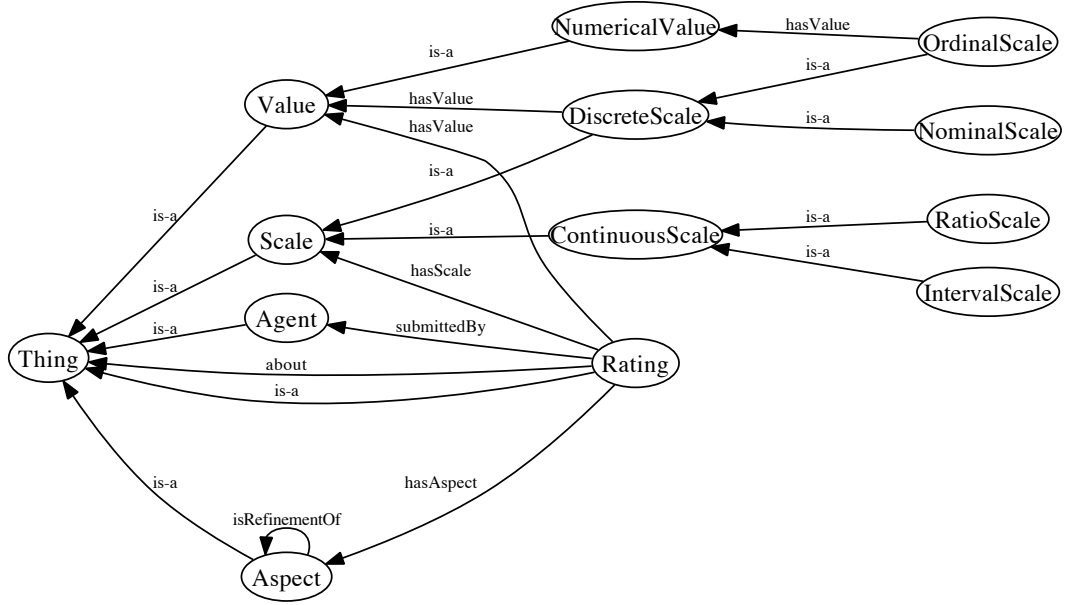 NumericalValue
hasValue
OrdinalScale
is-a
is-a
Value
hasValue
DiscreteScale
is-a
NominalScale
hasValue
is-a
is-a
Scale
is-a
ContinuousScale
is-a
RatioScale
is-a
IntervalScale
hasScale
is-a
Agent
submittedBy
is-a
Thing
about
Rating
is-a
is-a
hasAspect
isRefinementOf
Aspect